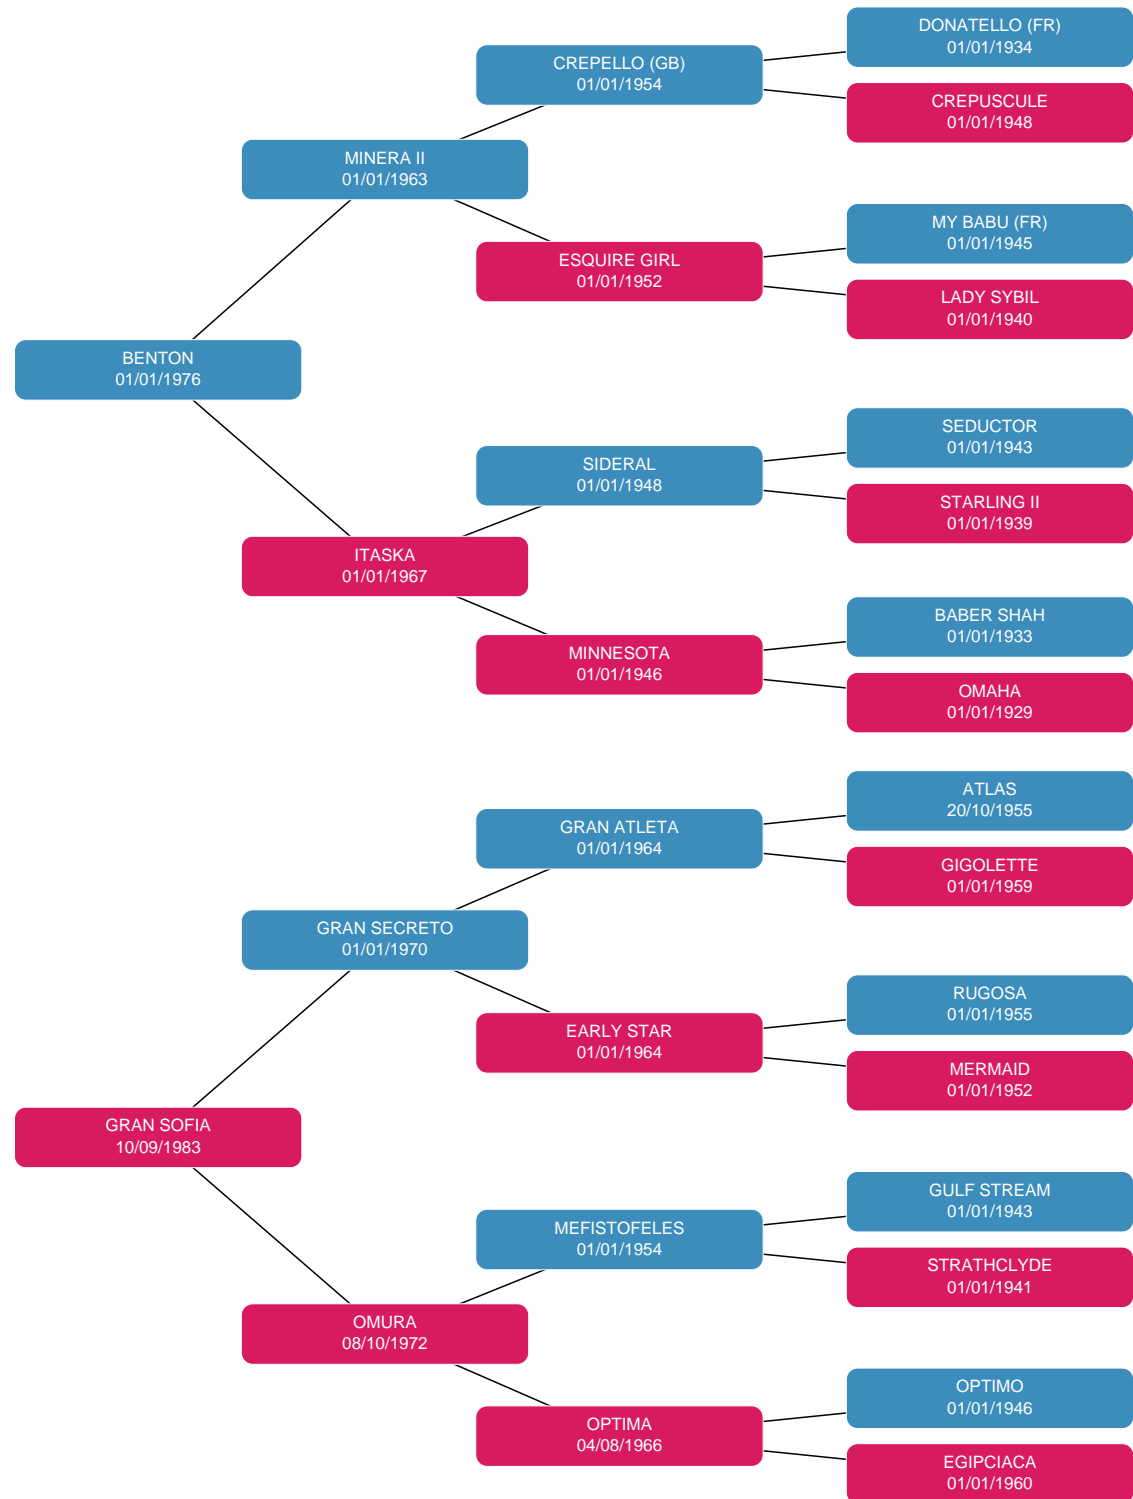 DONATELLO (FR)
01/01/1934
CREPELLO (GB)
01/01/1954
CREPUSCULE
01/01/1948
MINERA II
01/01/1963
MY BABU (FR)
01/01/1945
ESQUIRE GIRL
01/01/1952
LADY SYBIL
01/01/1940
BENTON
01/01/1976
SEDUCTOR
01/01/1943
SIDERAL
01/01/1948
STARLING II
01/01/1939
ITASKA
01/01/1967
BABER SHAH
01/01/1933
MINNESOTA
01/01/1946
OMAHA
01/01/1929
ATLAS
20/10/1955
GRAN ATLETA
01/01/1964
GIGOLETTE
01/01/1959
GRAN SECRETO
01/01/1970
RUGOSA
01/01/1955
EARLY STAR
01/01/1964
MERMAID
01/01/1952
GRAN SOFIA
10/09/1983
GULF STREAM
01/01/1943
MEFISTOFELES
01/01/1954
STRATHCLYDE
01/01/1941
OMURA
08/10/1972
OPTIMO
01/01/1946
OPTIMA
04/08/1966
EGIPCIACA
01/01/1960